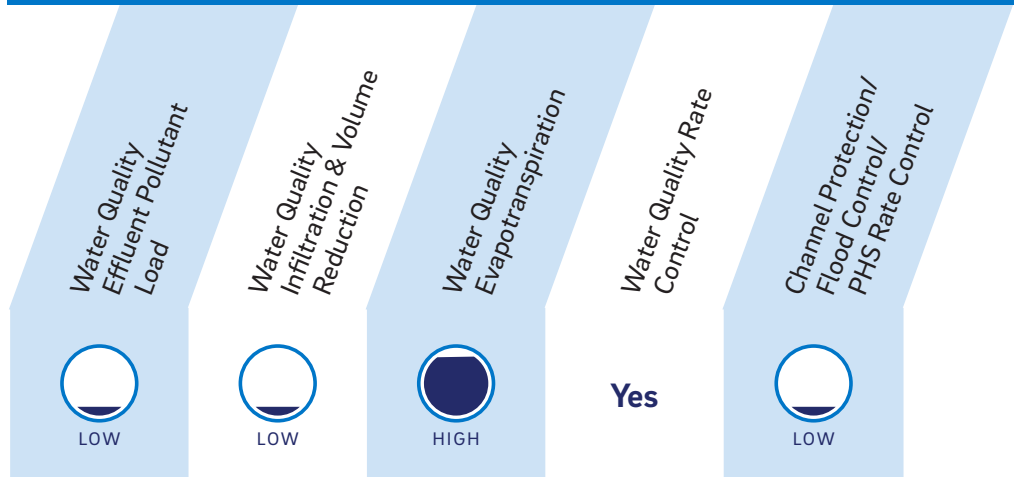 Water Quality
Effluent Pollutant
Load
Water Quality
Infiltration & Volume
Reduction
Water Quality
Evapotranspiration
Water Quality Rate
Control
Channel Protection/
Flood Control/
PHS Rate Control
LOW
LOW
HIGH
Yes
LOW